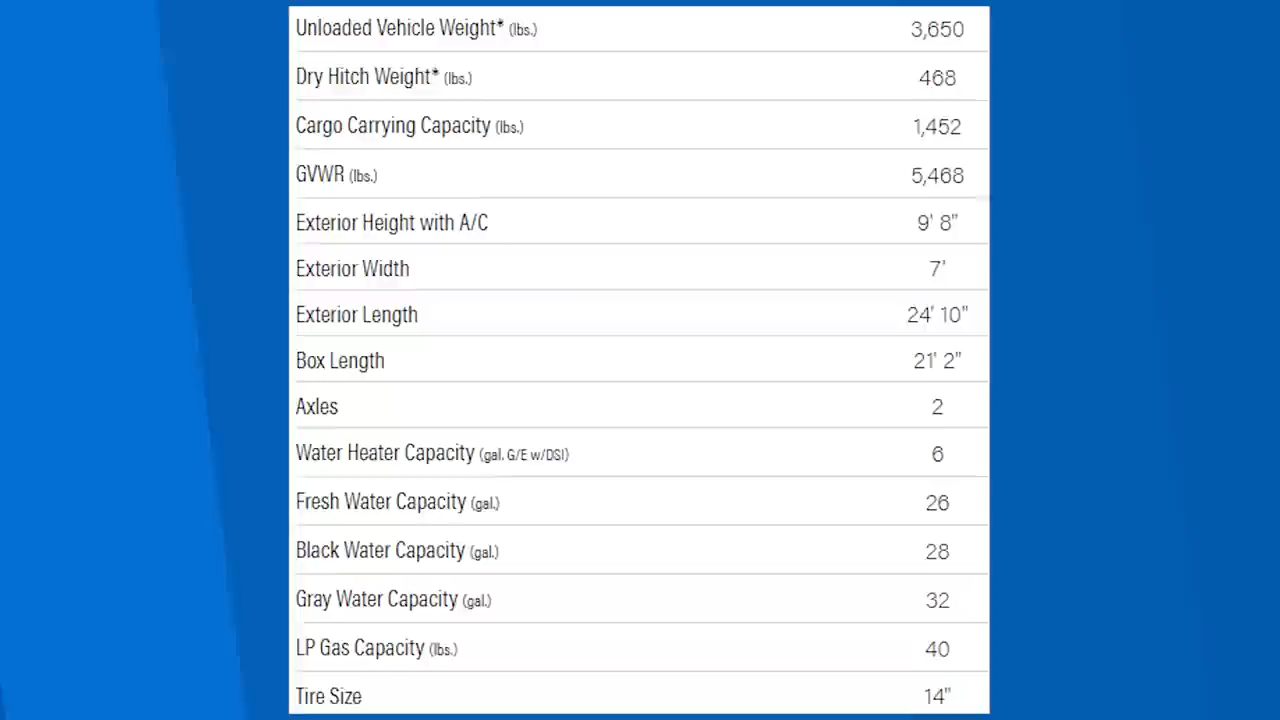 Unloaded Vehicle Weight* (lbs.) 3,650
Dry Hitch Weight* (lbs.) 468
Cargo Carrying Capacity (lbs.) 1,452
GVWR (lbs.) 5,468
Exterior Height with A/C 9' 8"
Exterior Width 7'
Exterior Length 24' 10"
Box Length 21' 2"
Axles 2
Water Heater Capacity (gal. G/E w/DSI) 6
Fresh Water Capacity (gal.) 26
Black Water Capacity (gal.) 28
Gray Water Capacity (gal.) 32
LP Gas Capacity (lbs.) 40
Tire Size 14"